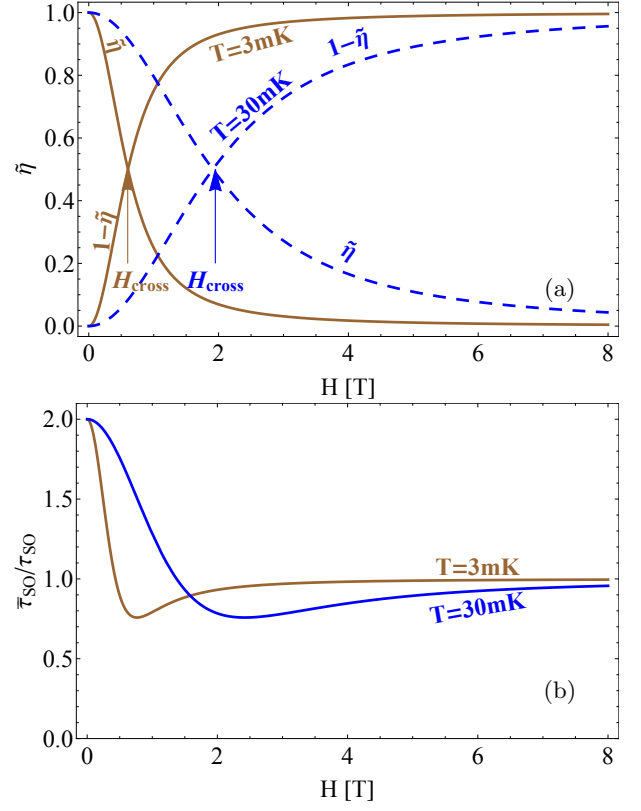 1.0
0.8
0.6
0.4
0.2
0.0
η̃
η̃
1−η̃
T=3mK
1−η̃
T=30mK
H_cross
H_cross
η̃
(a)
0 2 4 6 8
H [T]
2.0
1.5
1.0
0.5
0.0
τ̿_SO/τ_SO
T=3mK
T=30mK
(b)
0 2 4 6 8
H [T]